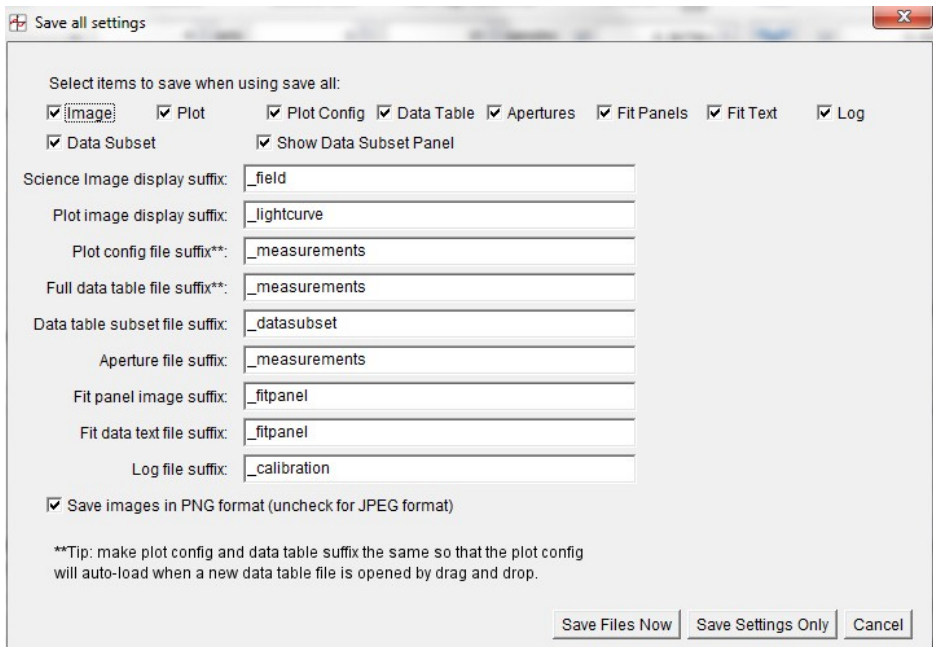 Save all settings
Select items to save when using save all:
Image Plot Plot Config Data Table Apertures Fit Panels Fit Text Log
Data Subset Show Data Subset Panel
Science Image display suffix: _field
Plot image display suffix: _lightcurve
Plot config file suffix**: _measurements
Full data table file suffix**: _measurements
Data table subset file suffix: _datasubset
Aperture file suffix: _measurements
Fit panel image suffix: _fitpanel
Fit data text file suffix: _fitpanel
Log file suffix: _calibration
Save images in PNG format (uncheck for JPEG format)
**Tip: make plot config and data table suffix the same so that the plot config
will auto-load when a new data table file is opened by drag and drop.
Save Files Now Save Settings Only Cancel